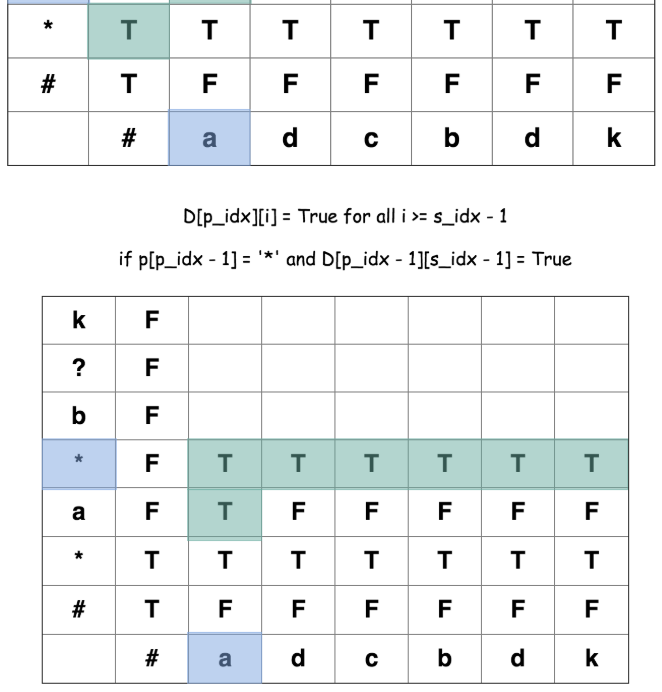 * T T T T T T T
# T F F F F F F
# a d c b d k
D[p_idx][i] = True for all i >= s_idx - 1
if p[p_idx - 1] = '*' and D[p_idx - 1][s_idx - 1] = True
k F
? F
b F
* F T T T T T T
a F T F F F F F
* T T T T T T T
# T F F F F F F
# a d c b d k